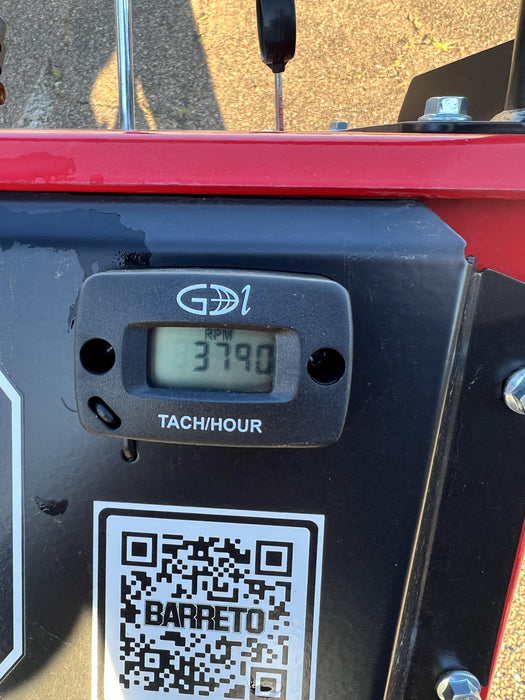 GDI
RPM
3790
TACH/HOUR
BARRETO